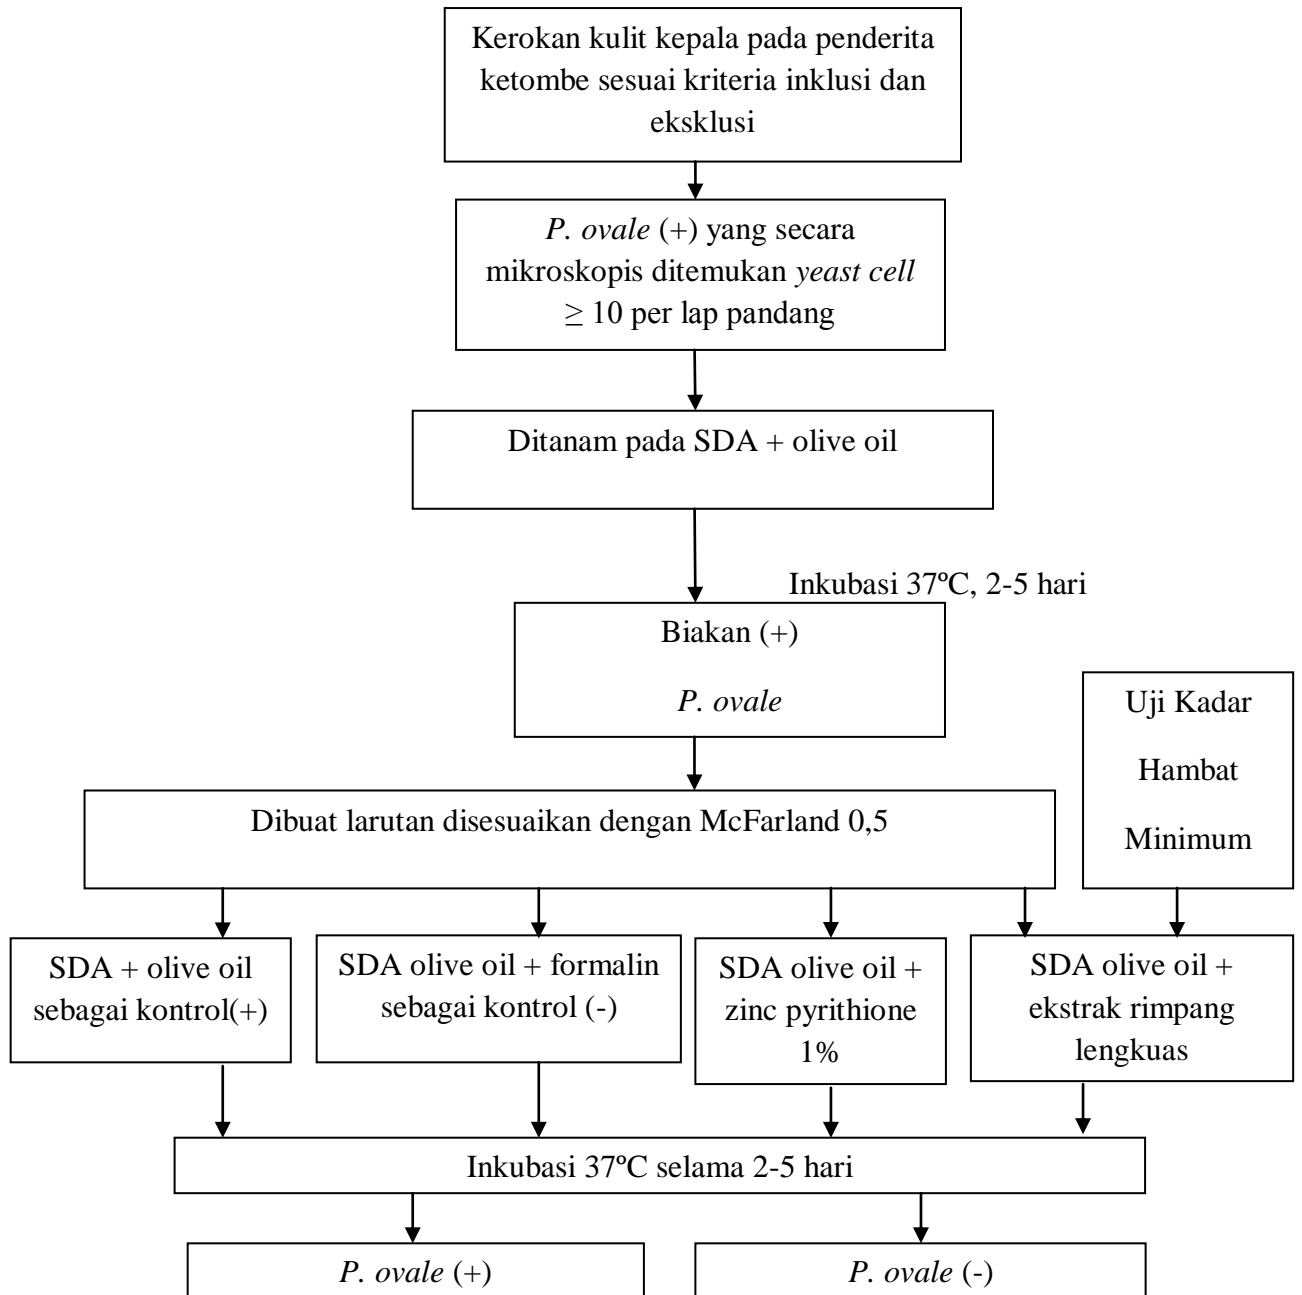 Kerokan kulit kepala pada penderita
ketombe sesuai kriteria inklusi dan
eksklusi
P. ovale (+) yang secara
mikroskopis ditemukan yeast cell
≥ 10 per lap pandang
Ditanam pada SDA + olive oil
Inkubasi 37ºC, 2-5 hari
Biakan (+)
P. ovale
Uji Kadar
Hambat
Minimum
Dibuat larutan disesuaikan dengan McFarland 0,5
SDA + olive oil
sebagai kontrol(+)
SDA olive oil + formalin
sebagai kontrol (-)
SDA olive oil +
zinc pyrithione
1%
SDA olive oil +
ekstrak rimpang
lengkuas
Inkubasi 37ºC selama 2-5 hari
P. ovale (+)
P. ovale (-)